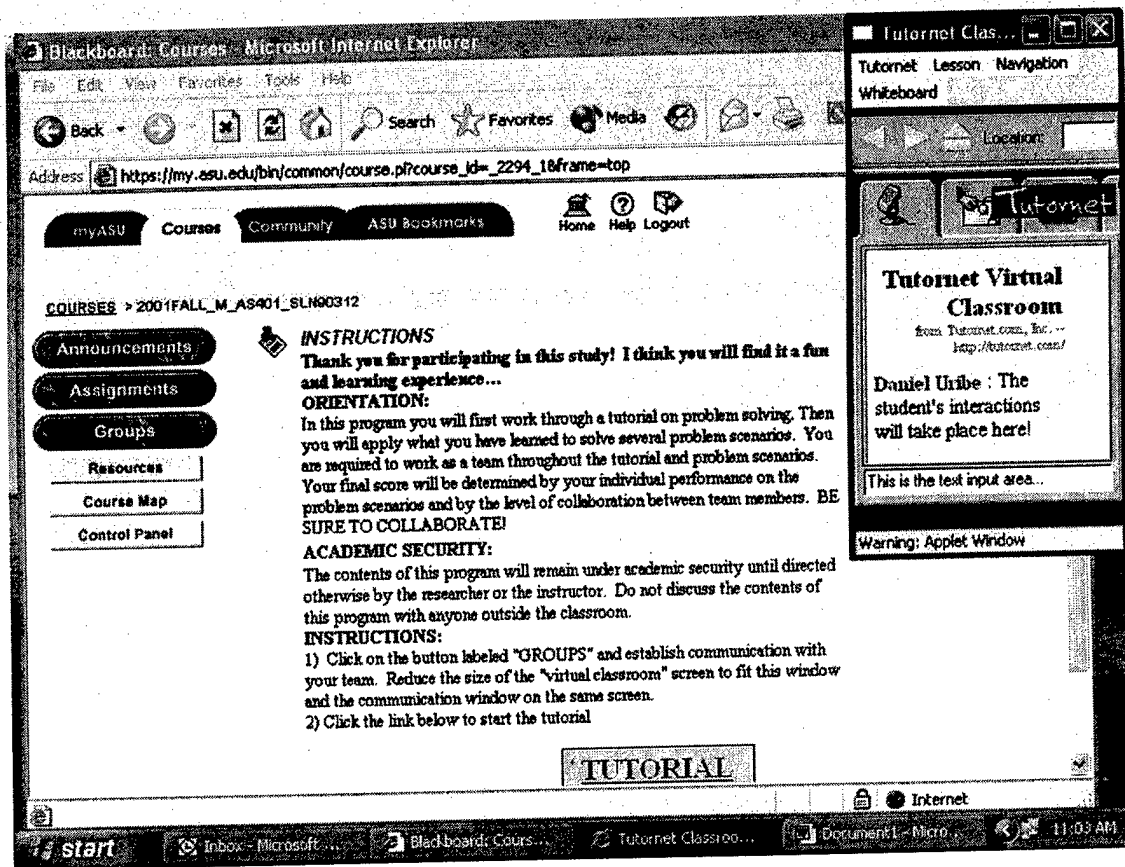 Blackboard: Courses - Microsoft Internet Explorer
File Edit View Favorites Tools Help
Back Search Favorites Media
Address https://my.asu.edu/bin/common/course.pl?course_id=_2294_1&frame=top
myASU Courses Community ASU Bookmarks
Home Help Logout
COURSES > 2001FALL_M_AS401_SLN90312
Announcements
Assignments
Groups
Resources
Course Map
Control Panel
INSTRUCTIONS
Thank you for participating in this study! I think you will find it a fun
and learning experience...
ORIENTATION:
In this program you will first work through a tutorial on problem solving. Then
you will apply what you have learned to solve several problem scenarios. You
are required to work as a team throughout the tutorial and problem scenarios.
Your final score will be determined by your individual performance on the
problem scenarios and by the level of collaboration between team members. BE
SURE TO COLLABORATE!
ACADEMIC SECURITY:
The contents of this program will remain under academic security until directed
otherwise by the researcher or the instructor. Do not discuss the contents of
this program with anyone outside the classroom.
INSTRUCTIONS:
1) Click on the button labeled "GROUPS" and establish communication with
your team. Reduce the size of the "virtual classroom" screen to fit this window
and the communication window on the same screen.
2) Click the link below to start the tutorial
TUTORIAL
Tutornet Clas...
Tutornet Lesson Navigation
Whiteboard
Location:
Tutornet
Tutornet Virtual
Classroom
from Tutornet.com, Inc. --
http://tutornet.com/
Daniel Uribe : The
student's interactions
will take place here!
This is the text input area...
Warning: Applet Window
Internet
start Inbox - Microsoft ... Blackboard: Cours... Tutornet Classroo... Document1 - Micro... 11:03 AM